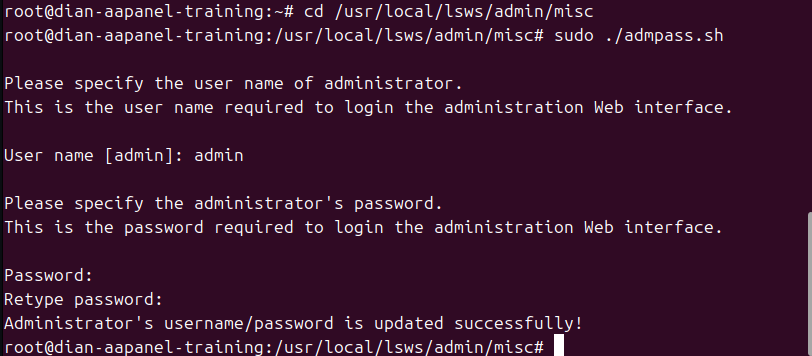 root@dian-aapanel-training:~# cd /usr/local/lsws/admin/misc
root@dian-aapanel-training:/usr/local/lsws/admin/misc# sudo ./admpass.sh
Please specify the user name of administrator.
This is the user name required to login the administration Web interface.
User name [admin]: admin
Please specify the administrator's password.
This is the password required to login the administration Web interface.
Password:
Retype password:
Administrator's username/password is updated successfully!
root@dian-aapanel-training:/usr/local/lsws/admin/misc#